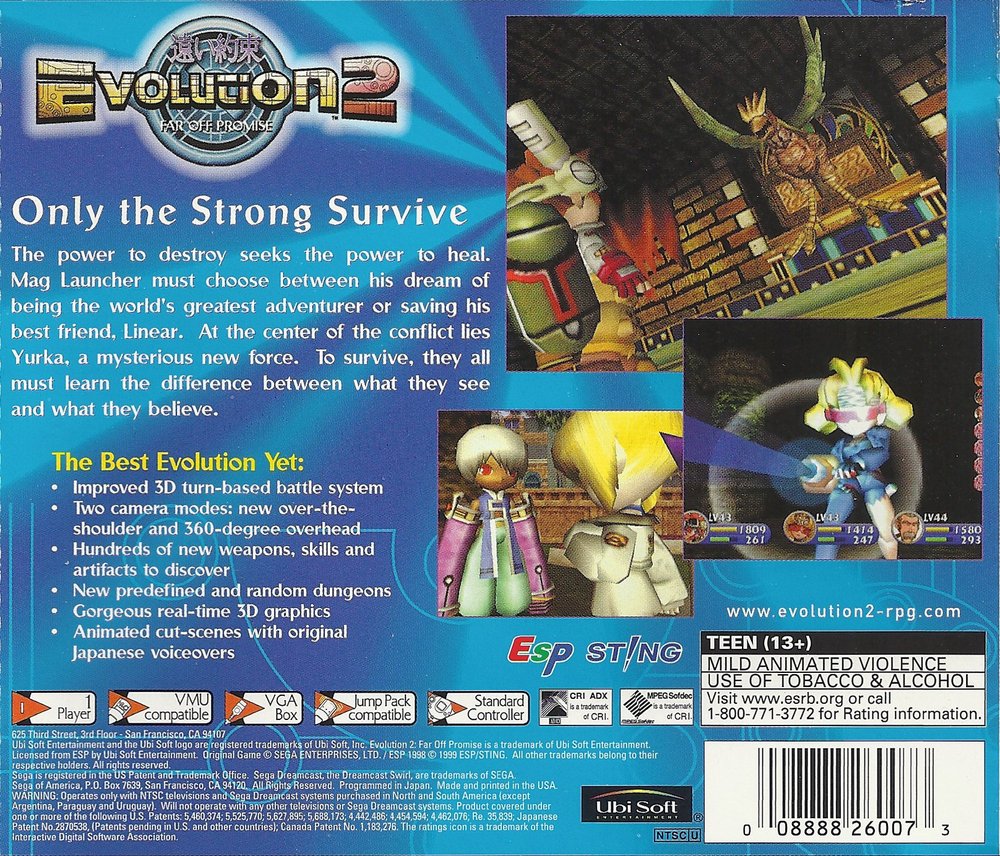 遠い約束
EVOLUTION 2
FAR OFF PROMISE
TM
Only the Strong Survive
The power to destroy seeks the power to heal.
Mag Launcher must choose between his dream of
being the world's greatest adventurer or saving his
best friend, Linear. At the center of the conflict lies
Yurka, a mysterious new force. To survive, they all
must learn the difference between what they see
and what they believe.
The Best Evolution Yet:
• Improved 3D turn-based battle system
• Two camera modes: new over-the-
shoulder and 360-degree overhead
• Hundreds of new weapons, skills and
artifacts to discover
• New predefined and random dungeons
• Gorgeous real-time 3D graphics
• Animated cut-scenes with original
Japanese voiceovers
LV43 1809 261
LV43 1414 247
LV44 1580 293
www.evolution2-rpg.com
Esp STING
TEEN (13+)
MILD ANIMATED VIOLENCE
USE OF TOBACCO & ALCOHOL
Visit www.esrb.org or call
1-800-771-3772 for Rating information.
1 Player
VMU compatible
VGA Box
Jump Pack compatible
Standard Controller
CRI ADX is a trademark of CRI.
MPEG Sofdec is a trademark of CRI.
625 Third Street, 3rd Floor - San Francisco, CA 94107
Ubi Soft Entertainment and the Ubi Soft logo are registered trademarks of Ubi Soft, Inc. Evolution 2: Far Off Promise is a trademark of Ubi Soft Entertainment.
Licensed from ESP by Ubi Soft Entertainment. Original Game © SEGA ENTERPRISES, LTD. / ESP 1998 © 1999 ESP/STING. All other trademarks belong to their
respective holders. All rights reserved.
Sega is registered in the US Patent and Trademark Office. Sega Dreamcast, the Dreamcast Swirl, are trademarks of SEGA.
Sega of America, P.O. Box 7639, San Francisco, CA 94120. All Rights Reserved. Programmed in Japan. Made and printed in the USA.
WARNING: Operates only with NTSC televisions and Sega Dreamcast systems purchased in North and South America (except
Argentina, Paraguay and Uruguay). Will not operate with any other televisions or Sega Dreamcast systems. Product covered under
one or more of the following U.S. Patents: 5,460,374; 5,525,770; 5,627,895; 5,688,173; 4,442,486; 4,454,594; 4,462,076; Re. 35,839; Japanese
Patent No.2870538, (Patents pending in U.S. and other countries); Canada Patent No. 1,183,276. The ratings icon is a trademark of the
Interactive Digital Software Association.
Ubi Soft
ENTERTAINMENT
®
NTSC U
0 08888 26007 3